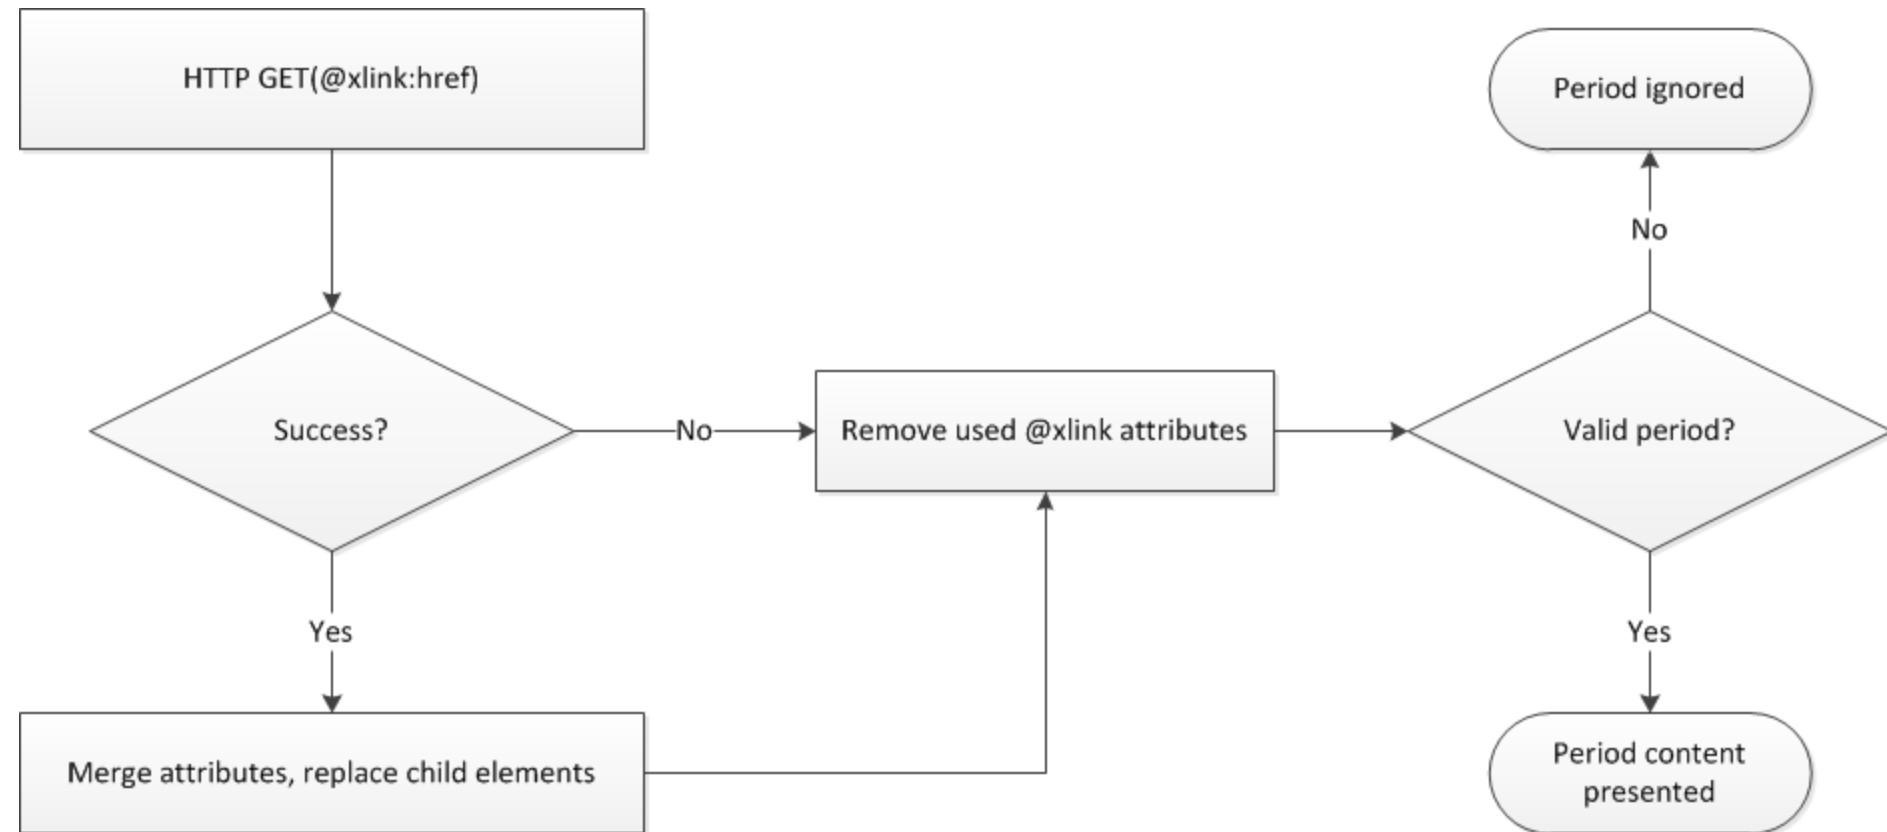 HTTP GET(@xlink:href)
Period ignored
No
Success?
No
Remove used @xlink attributes
Valid period?
Yes
Yes
Merge attributes, replace child elements
Period content
presented